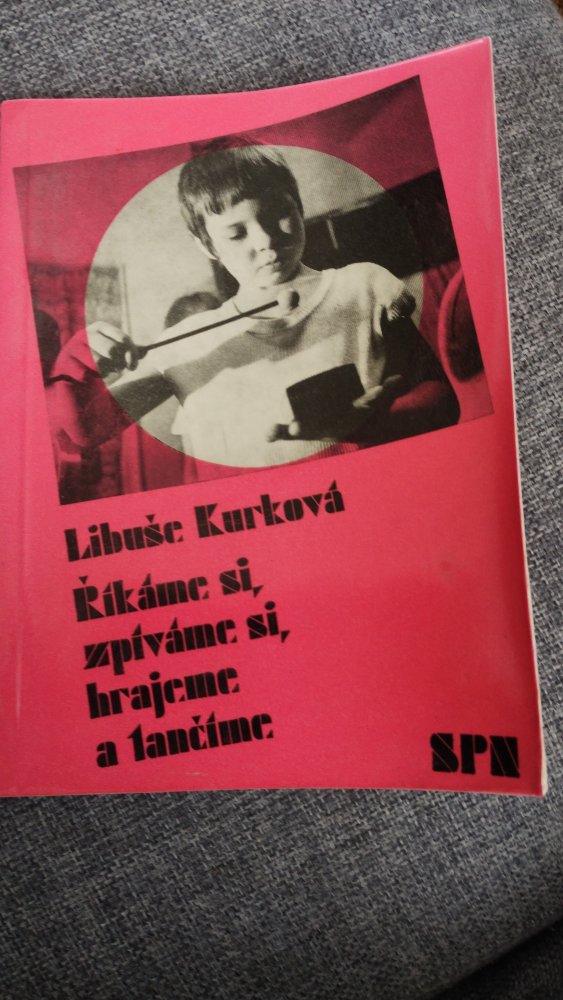 Libuše Kurková
Říkáme si,
zpíváme si,
hrajeme
a tančíme
SPN